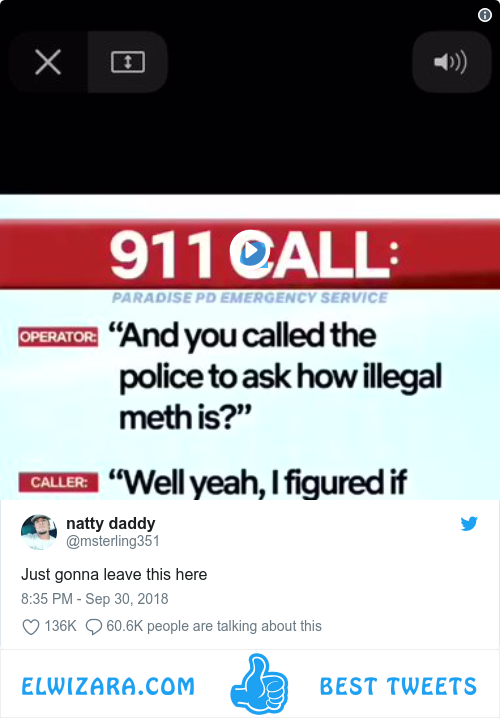 911 CALL:
PARADISE PD EMERGENCY SERVICE
OPERATOR: “And you called the
police to ask how illegal
meth is?”
CALLER: “Well yeah, I figured if
natty daddy
@msterling351
Just gonna leave this here
8:35 PM - Sep 30, 2018
136K 60.6K people are talking about this
ELWIZARA.COM BEST TWEETS